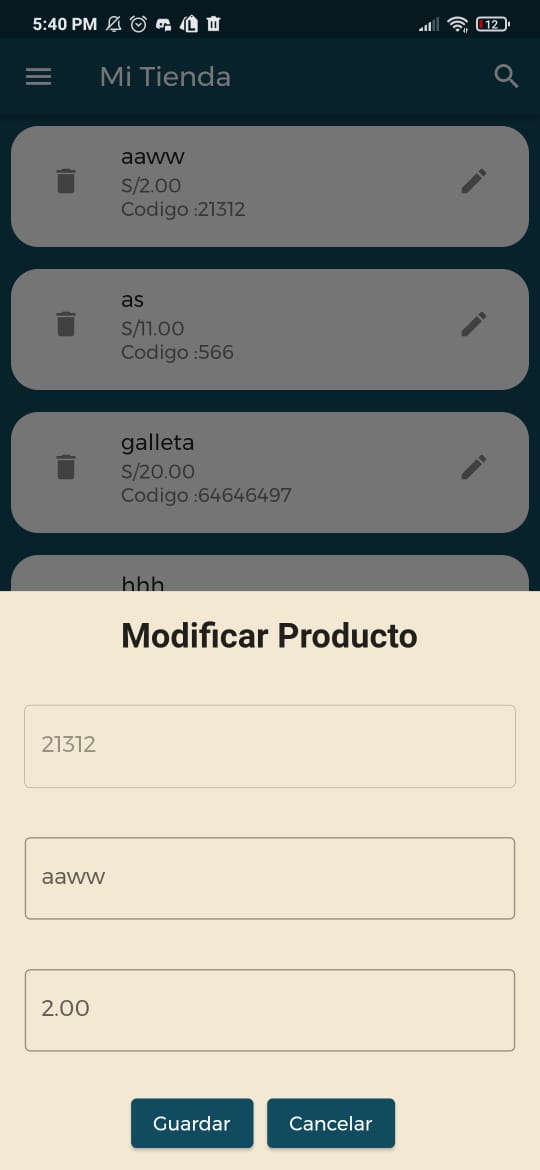 5:40 PM 12
Mi Tienda
aaww
S/2.00
Codigo :21312
as
S/11.00
Codigo :566
galleta
S/20.00
Codigo :64646497
hhh
Modificar Producto
21312
aaww
2.00
Guardar Cancelar